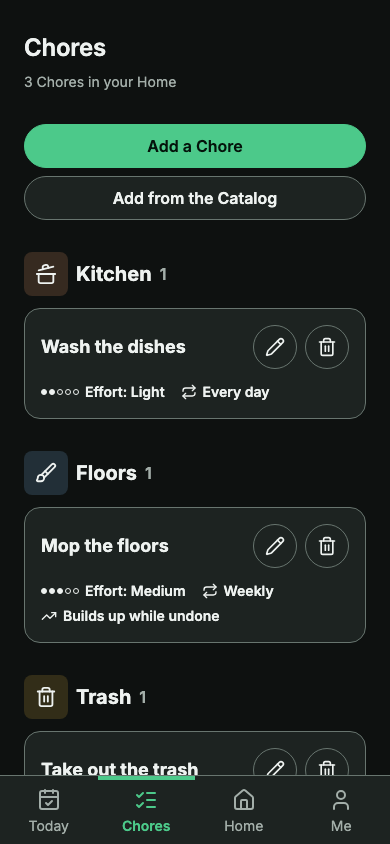 Chores
3 Chores in your Home
Add a Chore
Add from the Catalog
Kitchen 1
Wash the dishes
Effort: Light Every day
Floors 1
Mop the floors
Effort: Medium Weekly
Builds up while undone
Trash 1
Take out the trash
Today Chores Home Me